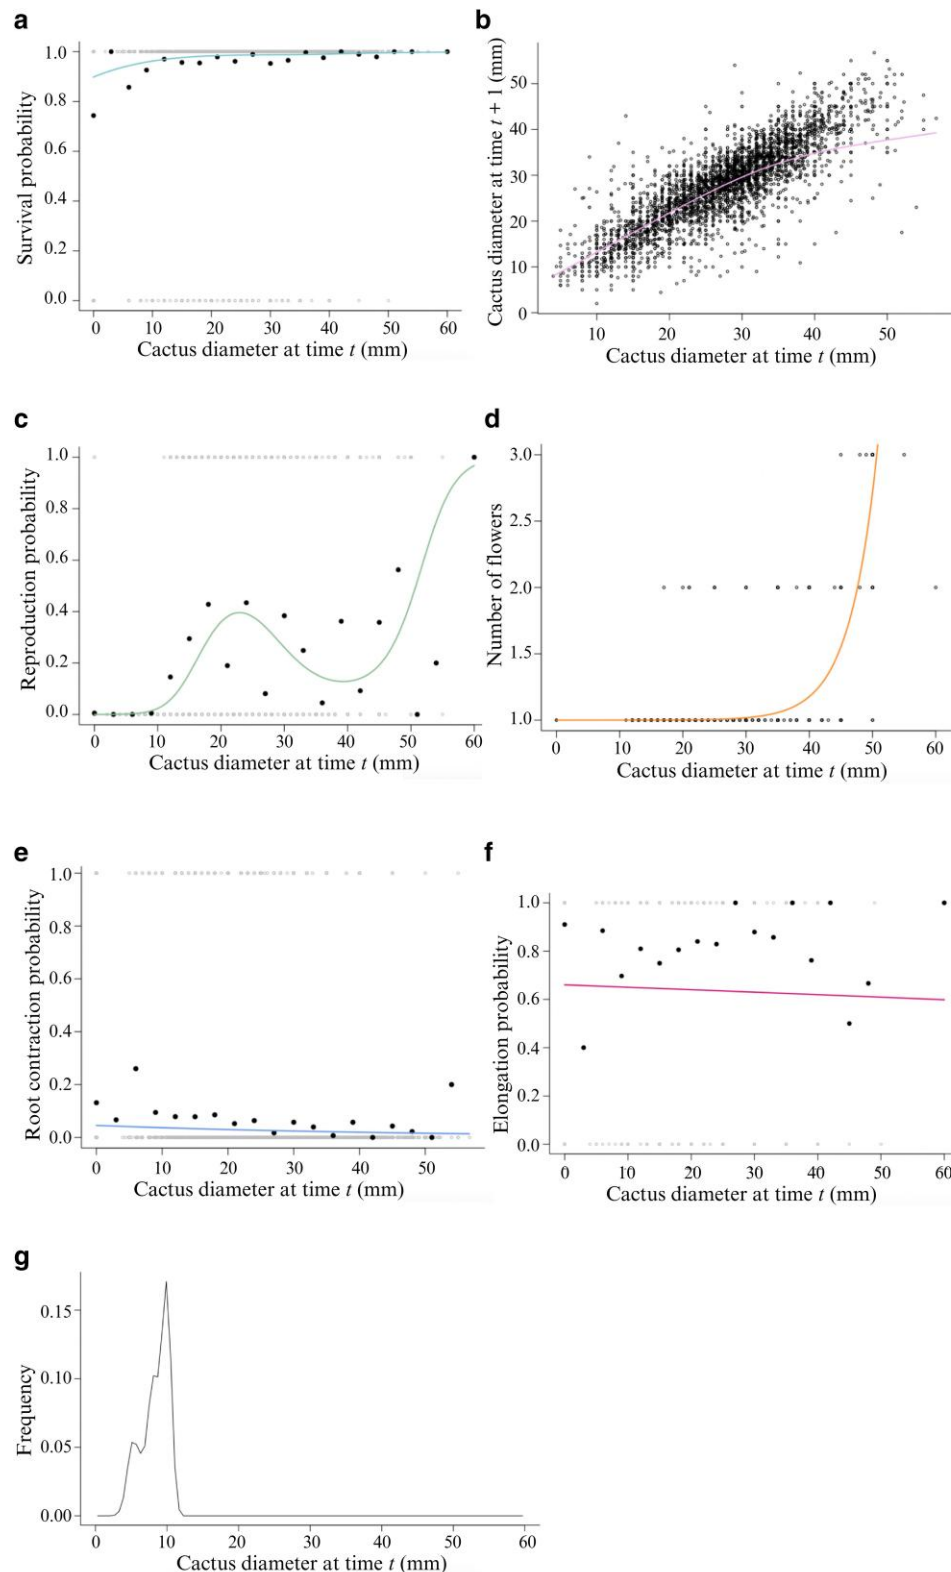 a
1.0
0.8
0.6
0.4
0.2
0.0
Survival probability
0 10 20 30 40 50 60
Cactus diameter at time t (mm)
b
50
40
30
20
10
0
Cactus diameter at time t + 1 (mm)
10 20 30 40 50
Cactus diameter at time t (mm)
c
1.0
0.8
0.6
0.4
0.2
0.0
Reproduction probability
0 10 20 30 40 50 60
Cactus diameter at time t (mm)
d
3.0
2.5
2.0
1.5
1.0
Number of flowers
0 10 20 30 40 50 60
Cactus diameter at time t (mm)
e
1.0
0.8
0.6
0.4
0.2
0.0
Root contraction probability
0 10 20 30 40 50
Cactus diameter at time t (mm)
f
1.0
0.8
0.6
0.4
0.2
0.0
Elongation probability
0 10 20 30 40 50 60
Cactus diameter at time t (mm)
g
0.15
0.10
0.05
0.00
Frequency
0 10 20 30 40 50 60
Cactus diameter at time t (mm)